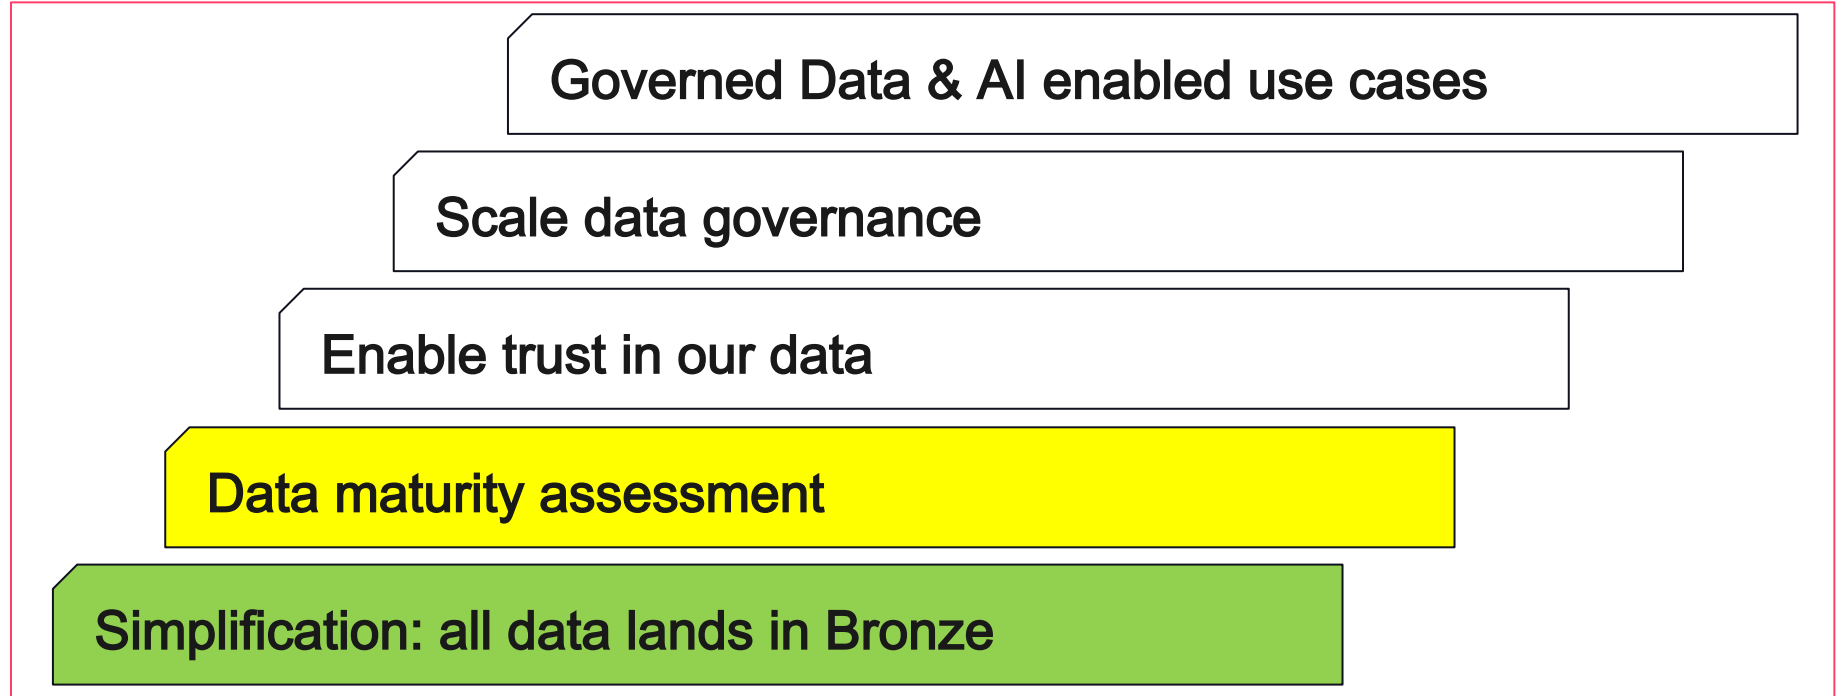 Governed Data & AI enabled use cases
Scale data governance
Enable trust in our data
Data maturity assessment
Simplification: all data lands in Bronze